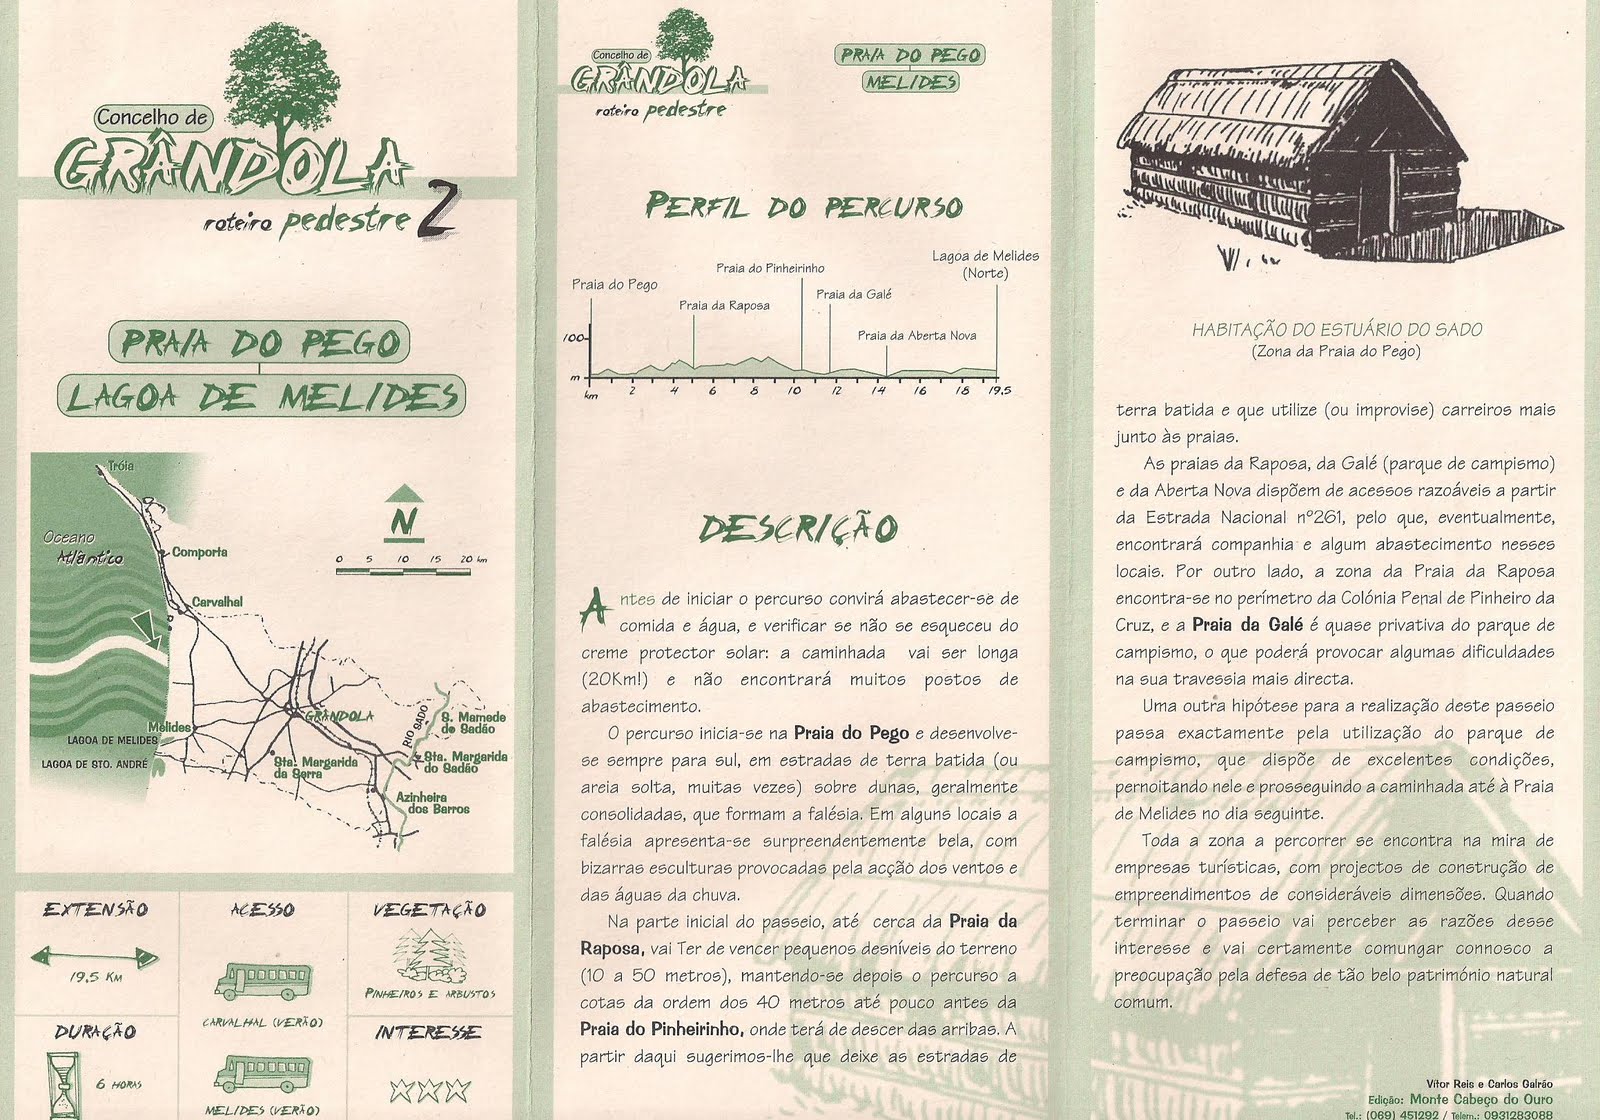 Concelho de
GRÂNDOLA
roteiro pedestre 2
PRAIA DO PEGO
LAGOA DE MELIDES
Tróia
Oceano
Atlântico
Comporta
Carvalhal
N
0 5 10 15 20 km
Melides
LAGOA DE MELIDES
LAGOA DE STO. ANDRÉ
GRÂNDOLA
RIO SADO
S. Mamede
do Sadão
Sta. Margarida
da Serra
Sta. Margarida
do Sadão
Azinheira
dos Barros
EXTENSÃO
19.5 KM
DURAÇÃO
6 HORAS
ACESSO
CARVALHAL (VERÃO)
MELIDES (VERÃO)
VEGETAÇÃO
PINHEIROS E ARBUSTOS
INTERESSE
Concelho de
GRÂNDOLA
roteiro pedestre
PRAIA DO PEGO
MELIDES
PERFIL DO PERCURSO
Praia do Pego
Praia da Raposa
Praia do Pinheirinho
Praia da Galé
Praia da Aberta Nova
Lagoa de Melides
(Norte)
100
m
km 2 4 6 8 10 12 14 16 18 19.5
DESCRIÇÃO
Antes de iniciar o percurso convirá abastecer-se de
comida e água, e verificar se não se esqueceu do
creme protector solar: a caminhada vai ser longa
(20Km!) e não encontrará muitos postos de
abastecimento.
O percurso inicia-se na Praia do Pego e desenvolve-
se sempre para sul, em estradas de terra batida (ou
areia solta, muitas vezes) sobre dunas, geralmente
consolidadas, que formam a falésia. Em alguns locais a
falésia apresenta-se surpreendentemente bela, com
bizarras esculturas provocadas pela acção dos ventos e
das águas da chuva.
Na parte inicial do passeio, até cerca da Praia da
Raposa, vai Ter de vencer pequenos desníveis do terreno
(10 a 50 metros), mantendo-se depois o percurso a
cotas da ordem dos 40 metros até pouco antes da
Praia do Pinheirinho, onde terá de descer das arribas. A
partir daqui sugerimos-lhe que deixe as estradas de
HABITAÇÃO DO ESTUÁRIO DO SADO
(Zona da Praia do Pego)
terra batida e que utilize (ou improvise) carreiros mais
junto às praias.
As praias da Raposa, da Galé (parque de campismo)
e da Aberta Nova dispõem de acessos razoáveis a partir
da Estrada Nacional nº261, pelo que, eventualmente,
encontrará companhia e algum abastecimento nesses
locais. Por outro lado, a zona da Praia da Raposa
encontra-se no perímetro da Colónia Penal de Pinheiro da
Cruz, e a Praia da Galé é quase privativa do parque de
campismo, o que poderá provocar algumas dificuldades
na sua travessia mais directa.
Uma outra hipótese para a realização deste passeio
passa exactamente pela utilização do parque de
campismo, que dispõe de excelentes condições,
pernoitando nele e prosseguindo a caminhada até à Praia
de Melides no dia seguinte.
Toda a zona a percorrer se encontra na mira de
empresas turísticas, com projectos de construção de
empreendimentos de consideráveis dimensões. Quando
terminar o passeio vai perceber as razões desse
interesse e vai certamente comungar connosco a
preocupação pela defesa de tão belo património natural
comum.
Vítor Reis e Carlos Galrão
Edição: Monte Cabeço do Ouro
Tel.: (069) 451292 / Telem.: 0931253088